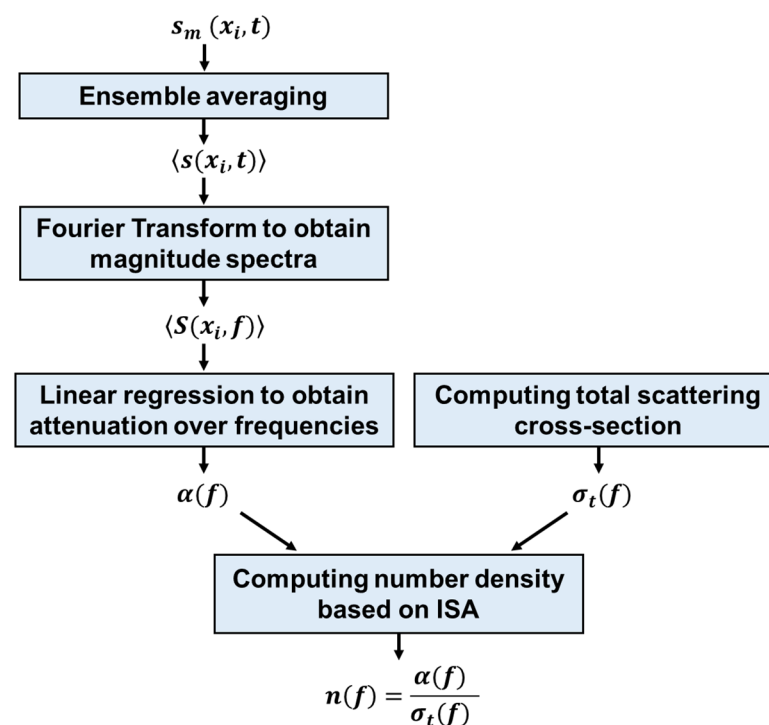 s_m (x_i, t)
Ensemble averaging
⟨s(x_i, t)⟩
Fourier Transform to obtain
magnitude spectra
⟨S(x_i, f)⟩
Linear regression to obtain
attenuation over frequencies
Computing total scattering
cross-section
α(f)
σ_t(f)
Computing number density
based on ISA
n(f) = α(f) / σ_t(f)